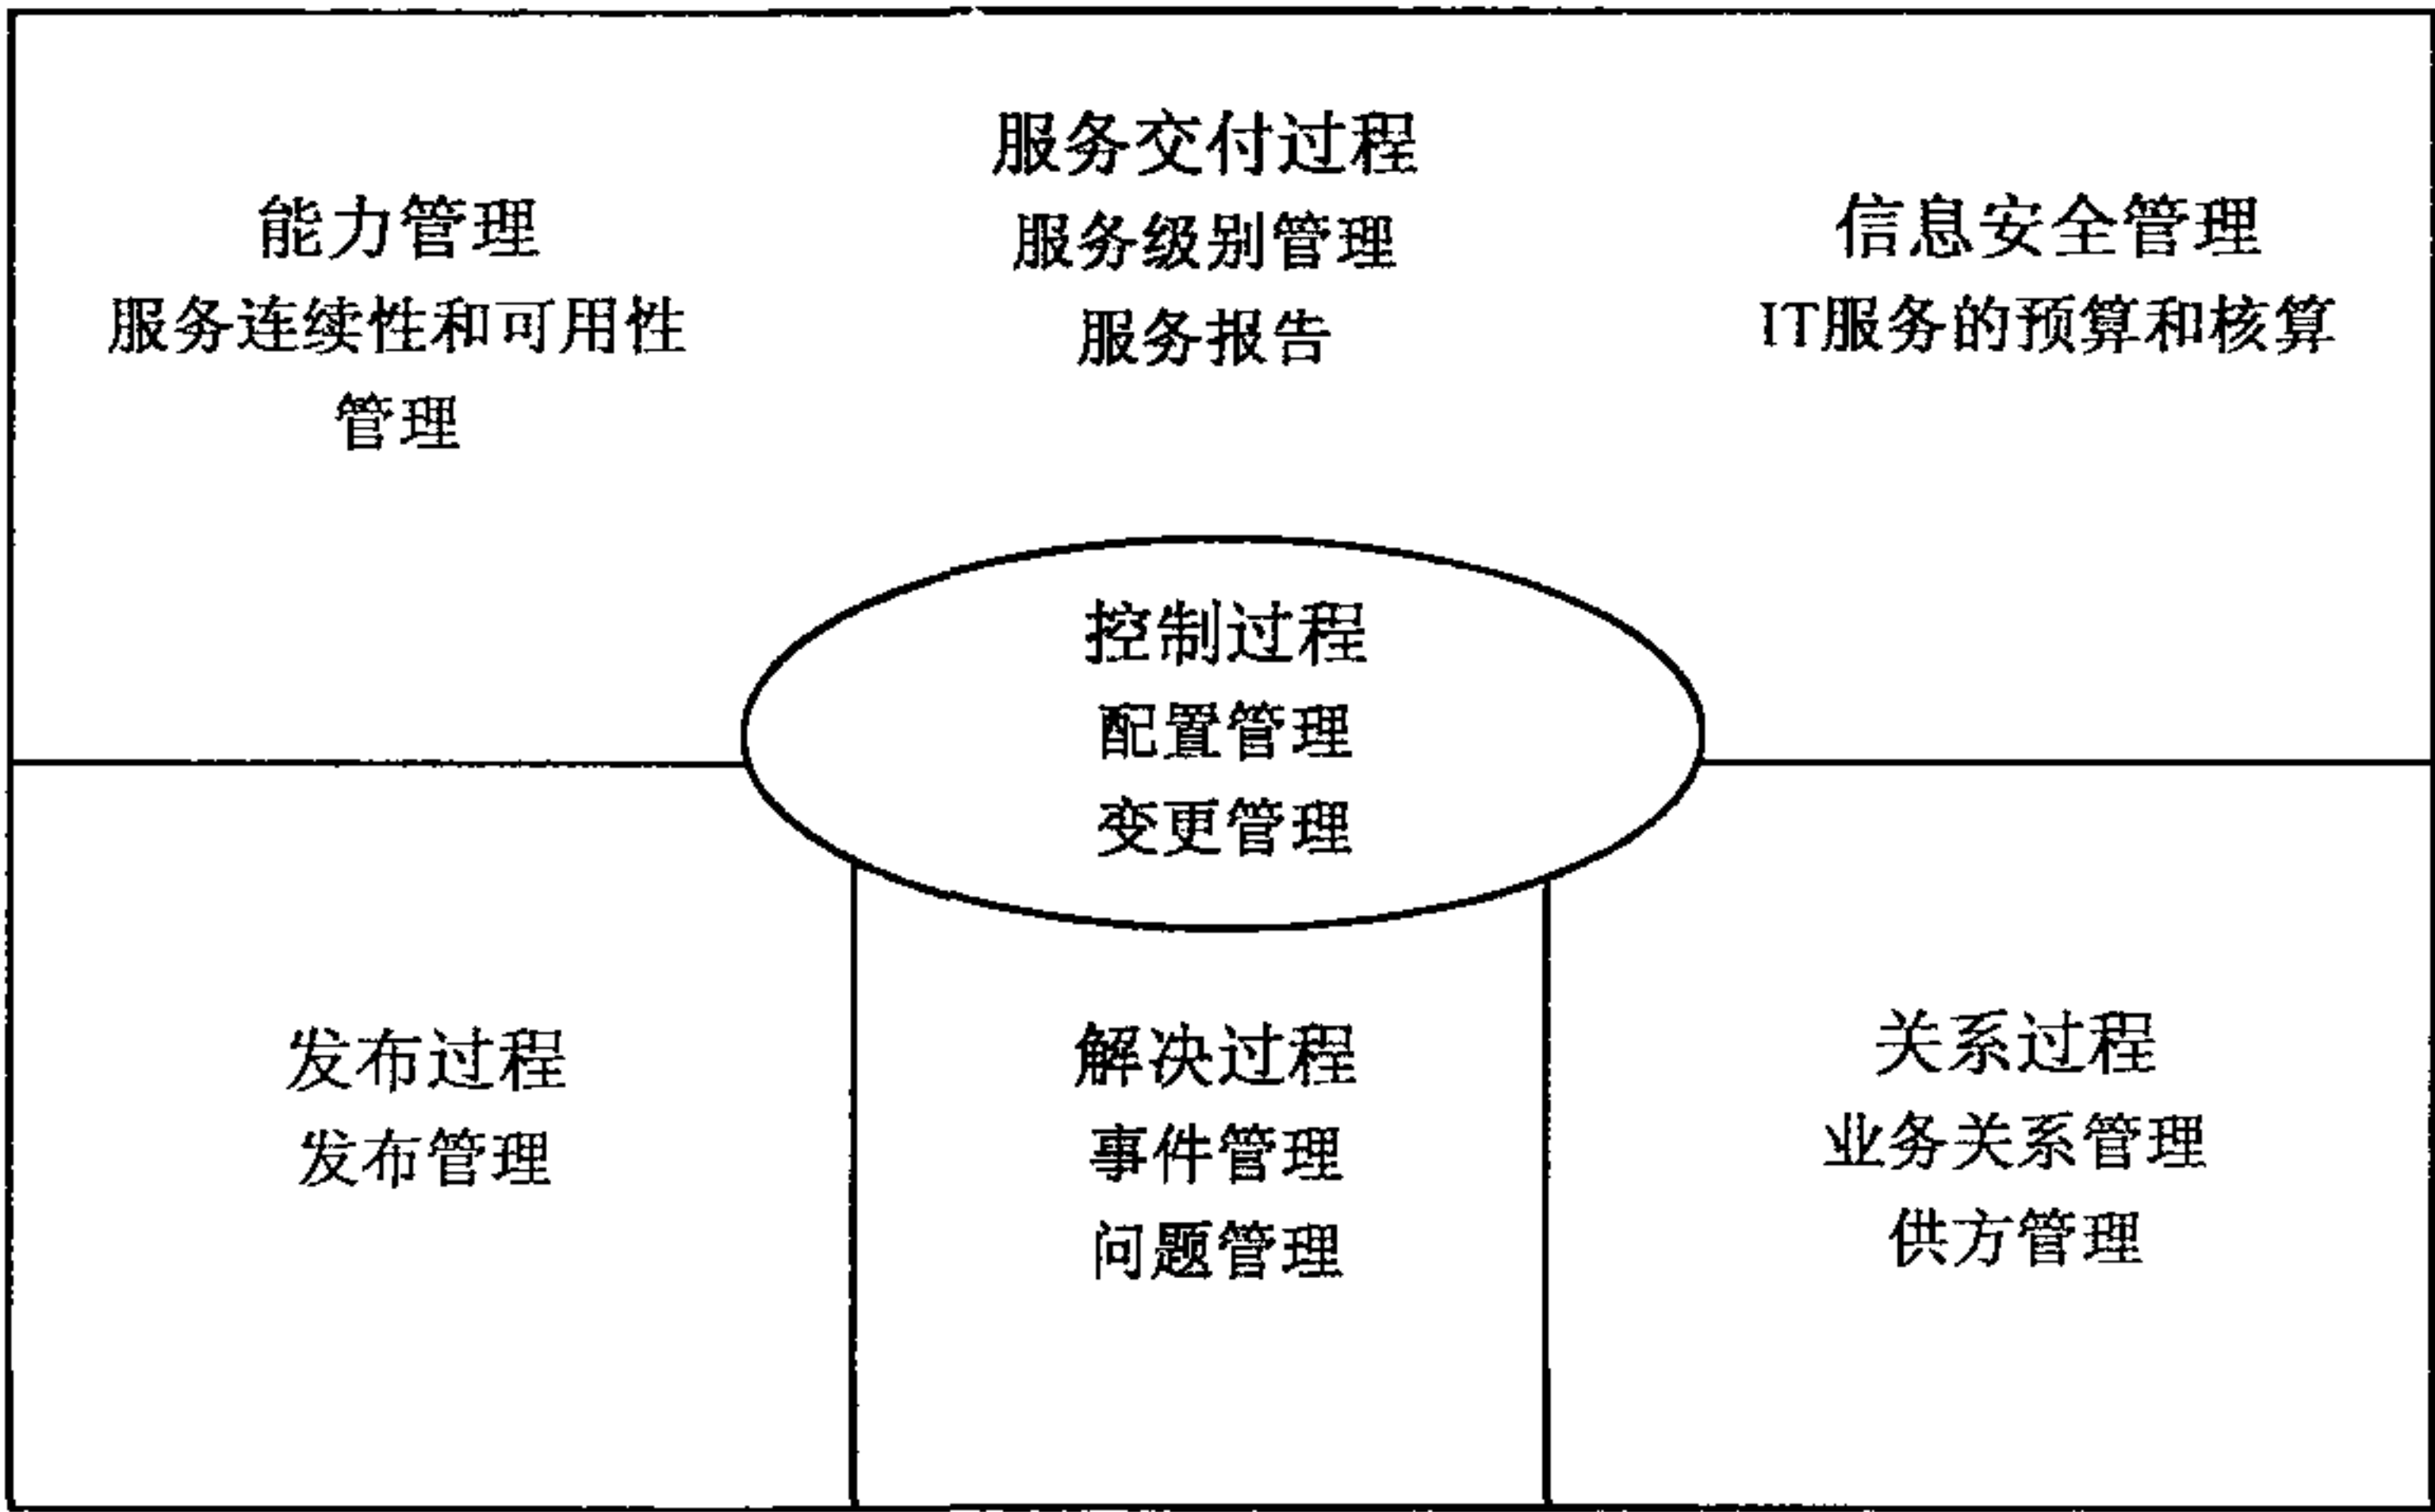 服务交付过程
能力管理
服务连续性和可用性
管理
服务级别管理
服务报告
信息安全管理
IT服务的预算和核算
控制过程
配置管理
变更管理
发布过程
发布管理
解决过程
事件管理
问题管理
关系过程
业务关系管理
供方管理